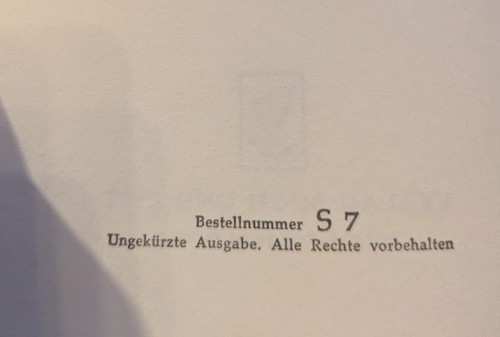 Bestellnummer S 7
Ungekürzte Ausgabe. Alle Rechte vorbehalten